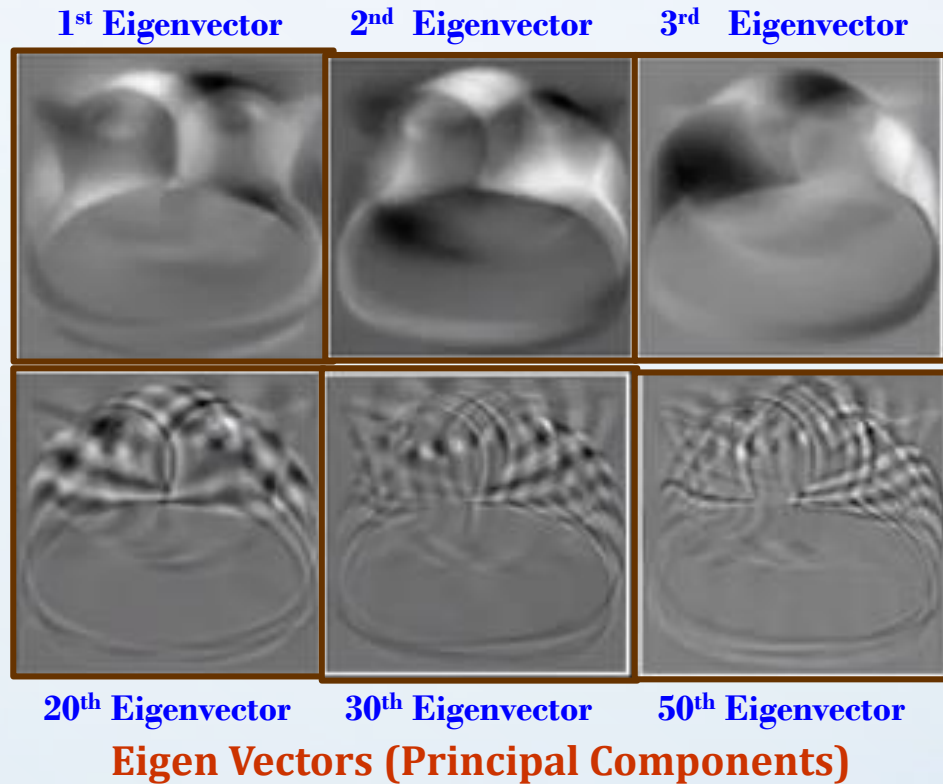 1st Eigenvector 2nd Eigenvector 3rd Eigenvector
20th Eigenvector 30th Eigenvector 50th Eigenvector
Eigen Vectors (Principal Components)